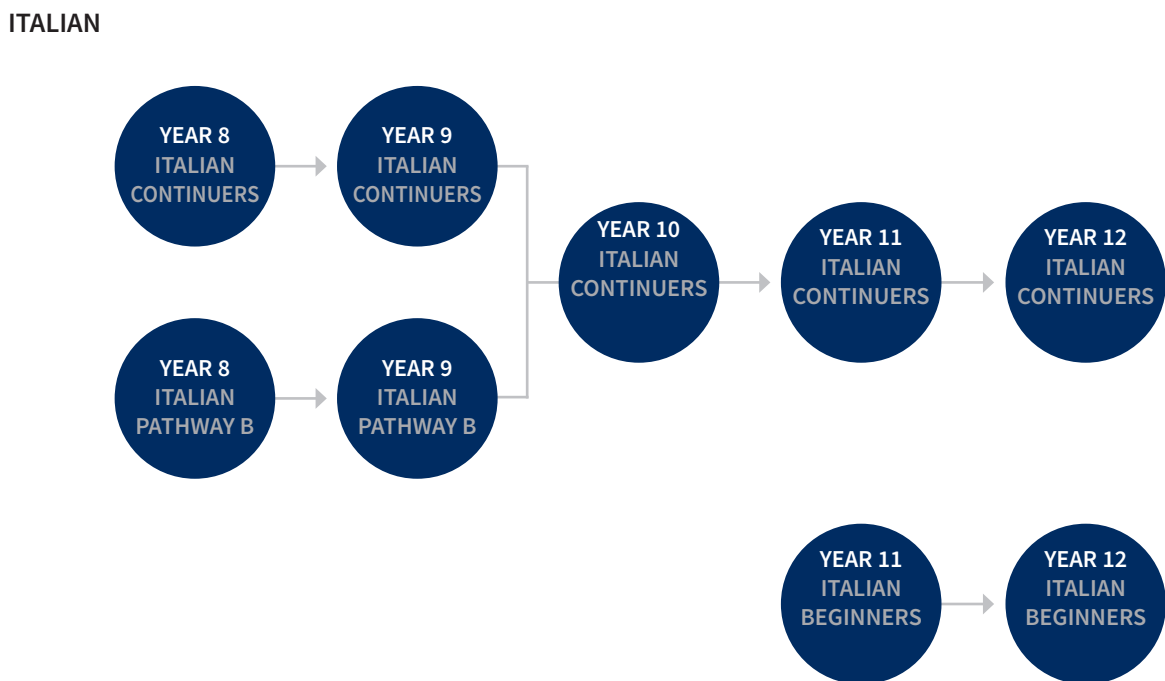 ITALIAN
YEAR 8
ITALIAN
CONTINUERS
YEAR 9
ITALIAN
CONTINUERS
YEAR 10
ITALIAN
CONTINUERS
YEAR 11
ITALIAN
CONTINUERS
YEAR 12
ITALIAN
CONTINUERS
YEAR 8
ITALIAN
PATHWAY B
YEAR 9
ITALIAN
PATHWAY B
YEAR 11
ITALIAN
BEGINNERS
YEAR 12
ITALIAN
BEGINNERS